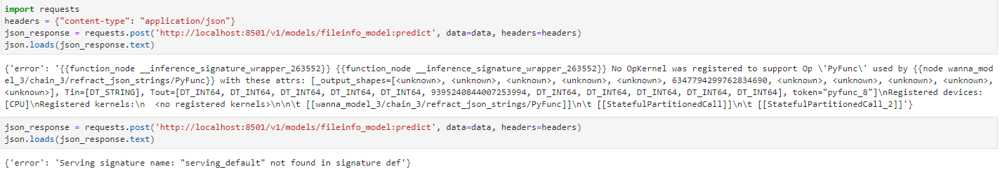 import requests
headers = {"content-type": "application/json"}
json_response = requests.post('http://localhost:8501/v1/models/fileinfo_model:predict', data=data, headers=headers)
json.loads(json_response.text)
{'error': '{{function_node __inference_signature_wrapper_263552}} {{function_node __inference_signature_wrapper_263552}} No OpKernel was registered to support Op \'PyFunc\' used by {{node wanna_mod
el_3/chain_3/refract_json_strings/PyFunc}} with these attrs: [_output_shapes=[<unknown>, <unknown>, <unknown>, <unknown>, <unknown>, 6347794299762834690, <unknown>, <unknown>, <unknown>, <unknown>,
<unknown>], Tin=[DT_STRING], Tout=[DT_INT64, DT_INT64, DT_INT64, DT_INT64, DT_INT64, 9395240844007253994, DT_INT64, DT_INT64, DT_INT64, DT_INT64, DT_INT64], token="pyfunc_8"]\nRegistered devices:
[CPU]\nRegistered kernels:\n  <no registered kernels>\n\n\t [[wanna_model_3/chain_3/refract_json_strings/PyFunc]]\n\t [[StatefulPartitionedCall]]\n\t [[StatefulPartitionedCall_2]]'}
json_response = requests.post('http://localhost:8501/v1/models/fileinfo_model:predict', data=data, headers=headers)
json.loads(json_response.text)
{'error': 'Serving signature name: "serving_default" not found in signature def'}